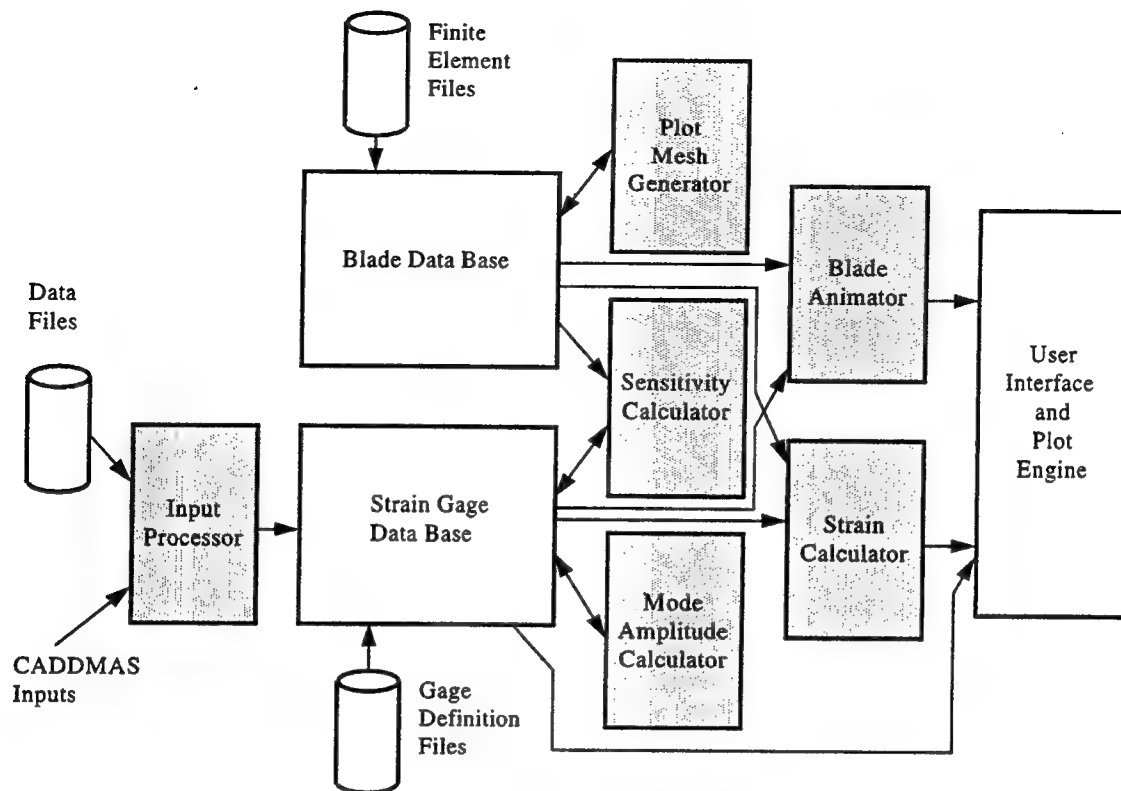 Finite
Element
Files
Plot
Mesh
Generator
Blade Data Base
Blade
Animator
Data
Files
User
Interface
and
Plot
Engine
Sensitivity
Calculator
Input
Processor
Strain Gage
Data Base
Strain
Calculator
Mode
Amplitude
Calculator
CADDMAS
Inputs
Gage
Definition
Files